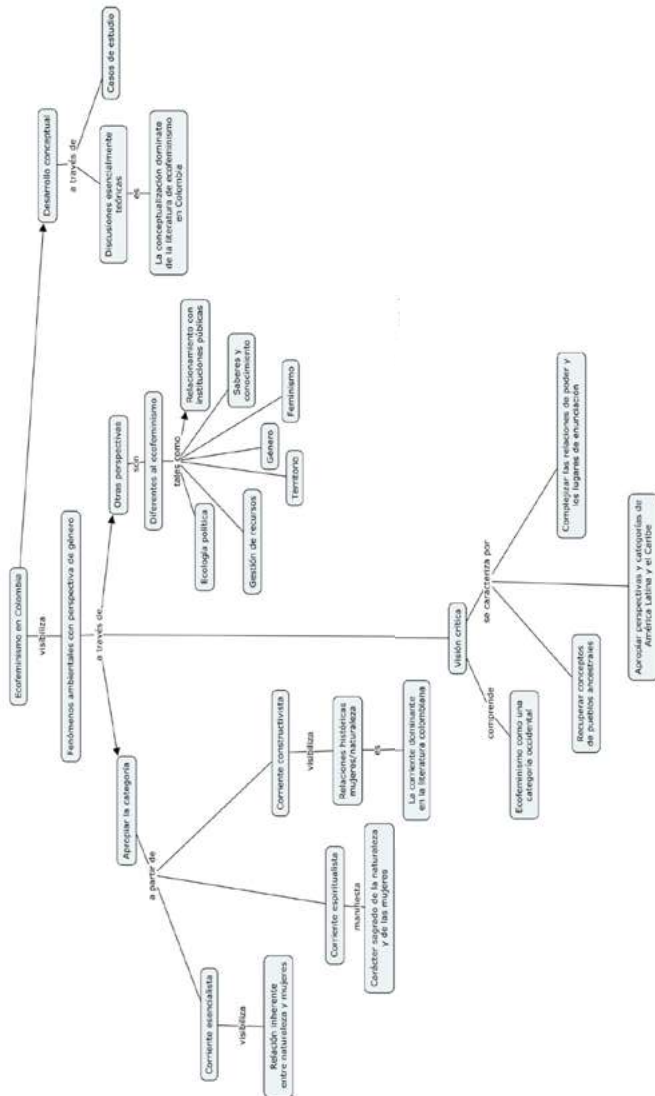 Ecofeminismo en Colombia
visibiliza
Fenómenos ambientales con perspectiva de género
a través de
Apropiar la categoría
a partir de
Corriente esencialista
visibiliza
Relación inherente
entre naturaleza y mujeres
Corriente espiritualista
manifiesta
Carácter sagrado de la naturaleza
y de las mujeres
Corriente constructivista
visibiliza
Relaciones históricas
mujeres/naturaleza
es
La corriente dominante
en la literatura colombiana
Visión crítica
comprende
Ecofeminismo como una
categoría occidental
se caracteriza por
Recuperar conceptos
de pueblos ancestrales
Apropiar perspectivas y categorías de
América Latina y el Caribe
Complejizar las relaciones de poder y
los lugares de enunciación
Otras perspectivas
son
Diferentes al ecofeminismo
tales como
Ecología política
Gestión de recursos
Territorio
Género
Feminismo
Saberes y
conocimiento
Relacionamiento con
instituciones públicas
Desarrollo conceptual
a través de
Discusiones esencialmente
teóricas
es
La conceptualización dominate
de la literatura de ecofeminismo
en Colombia
Casos de estudio